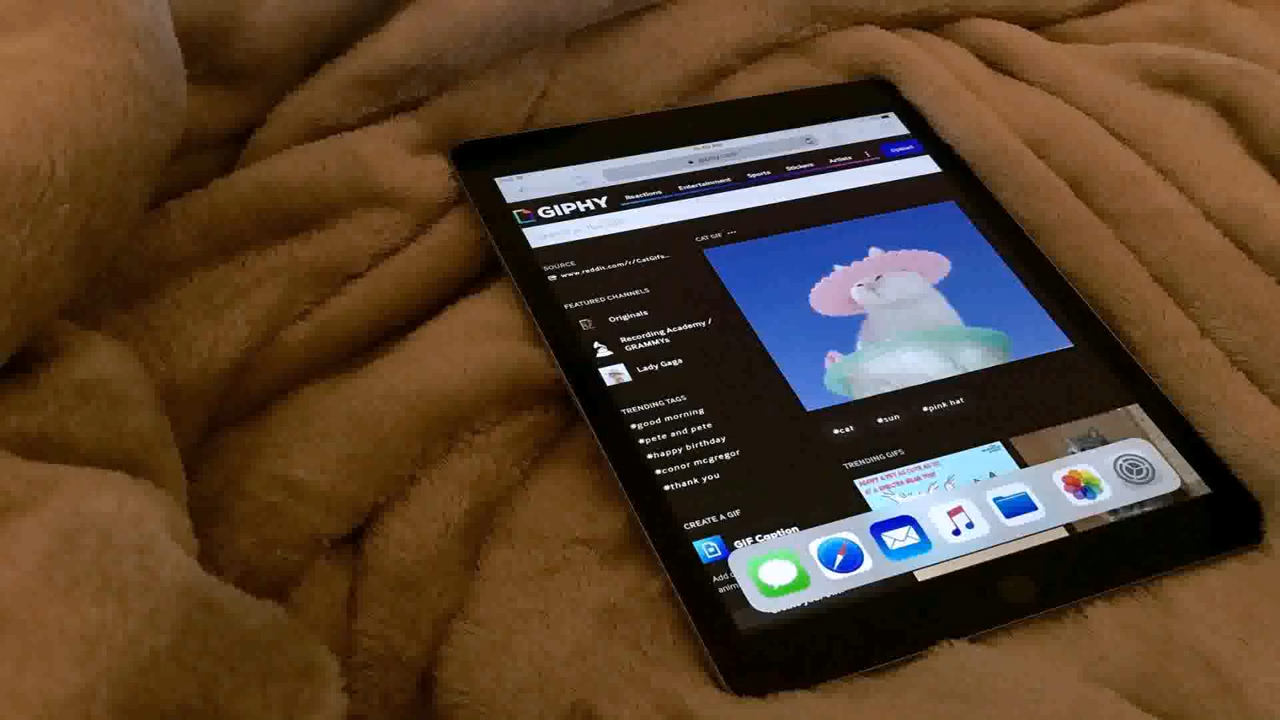 GIPHY
Reactions
Entertainment
Sports
Stickers
Artists
Upload
CAT GIF
SOURCE
www.reddit.com/r/CatGifs...
FEATURED CHANNELS
Originals
Recording Academy /
GRAMMYs
Lady Gaga
TRENDING TAGS
#good morning
#pete and pete
#happy birthday
#conor mcgregor
#thank you
#cat
#sun
#pink hat
TRENDING GIFS
CREATE A GIF
GIF Caption